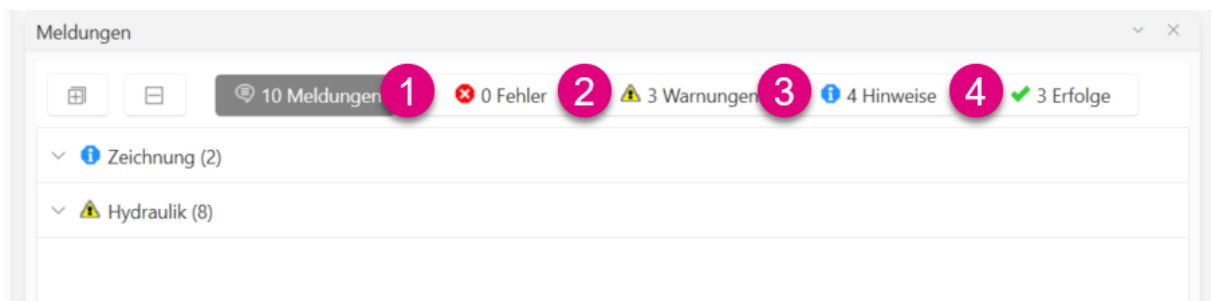 Meldungen
10 Meldungen 1 0 Fehler 2 3 Warnungen 3 4 Hinweise 4 3 Erfolge
Zeichnung (2)
Hydraulik (8)